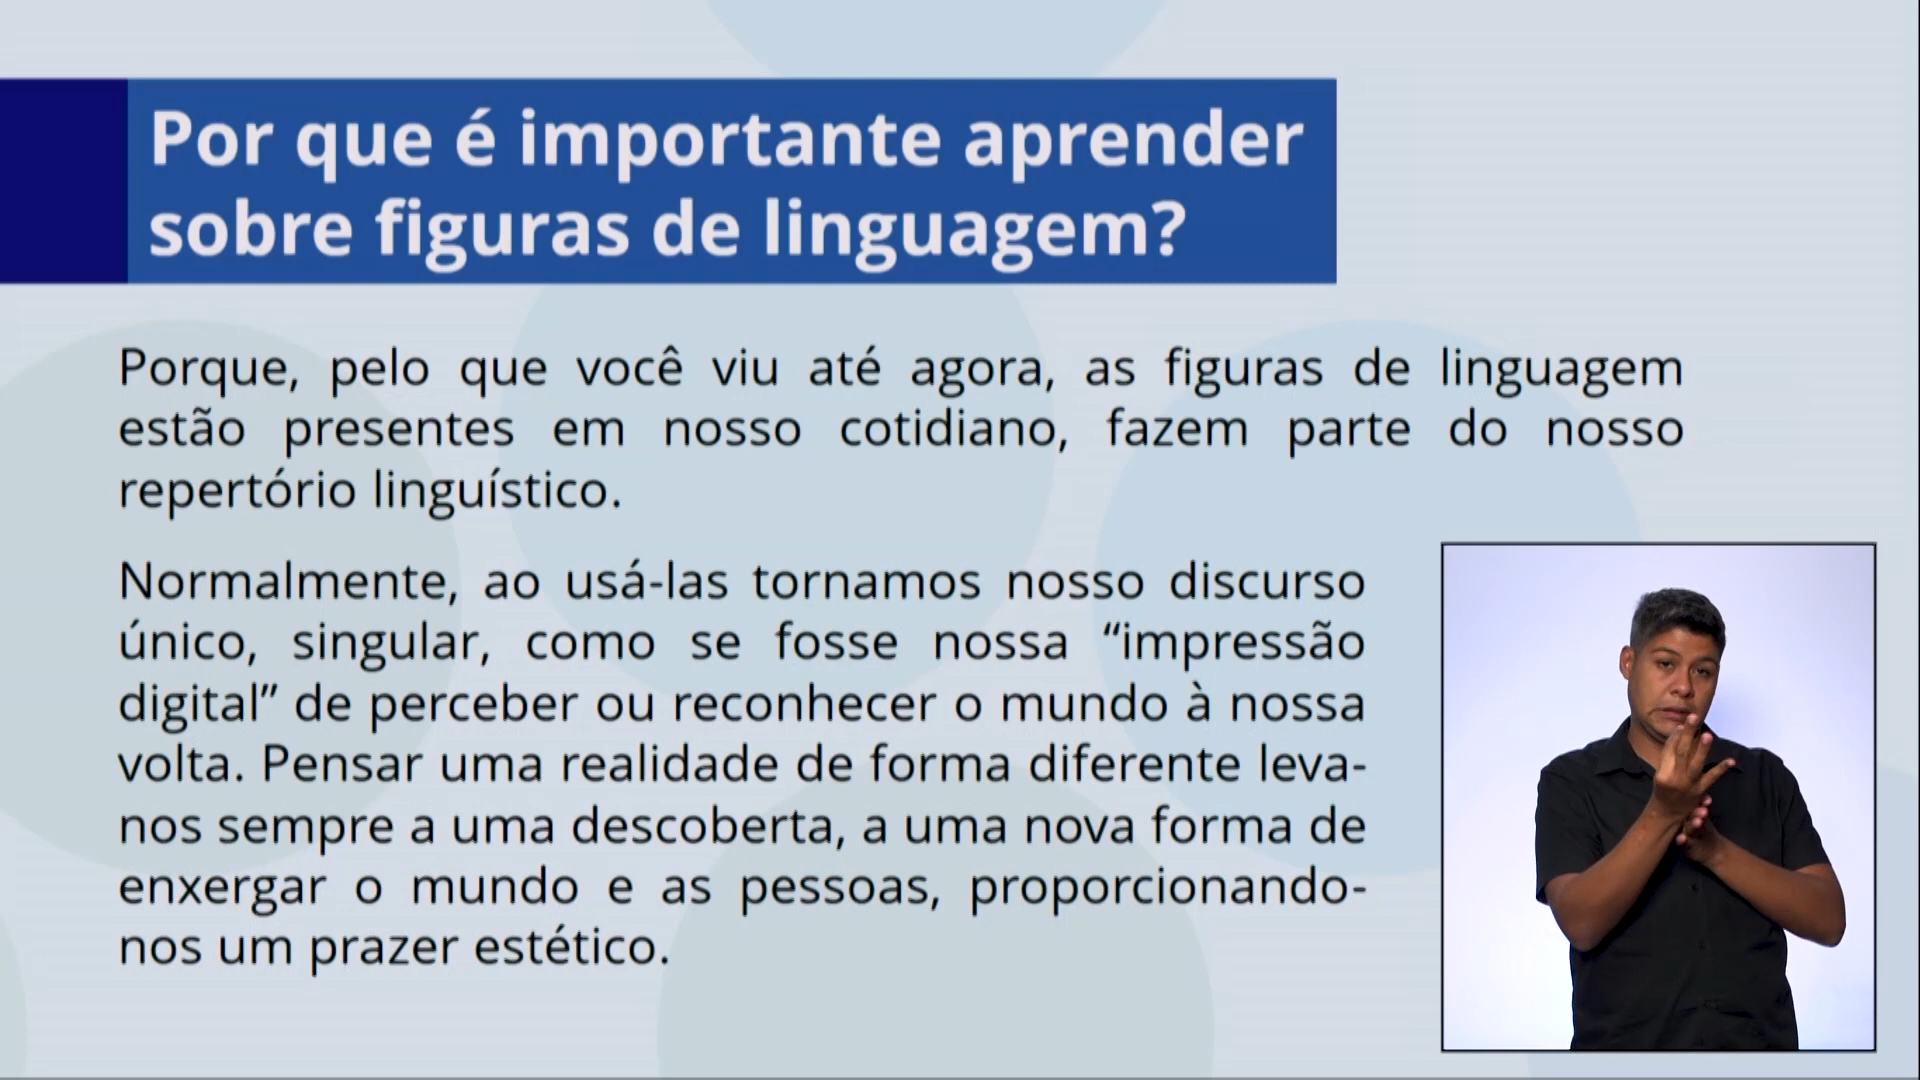 Por que é importante aprender
sobre figuras de linguagem?
Porque, pelo que você viu até agora, as figuras de linguagem
estão presentes em nosso cotidiano, fazem parte do nosso
repertório linguístico.
Normalmente, ao usá-las tornamos nosso discurso
único, singular, como se fosse nossa “impressão
digital” de perceber ou reconhecer o mundo à nossa
volta. Pensar uma realidade de forma diferente leva-
nos sempre a uma descoberta, a uma nova forma de
enxergar o mundo e as pessoas, proporcionando-
nos um prazer estético.